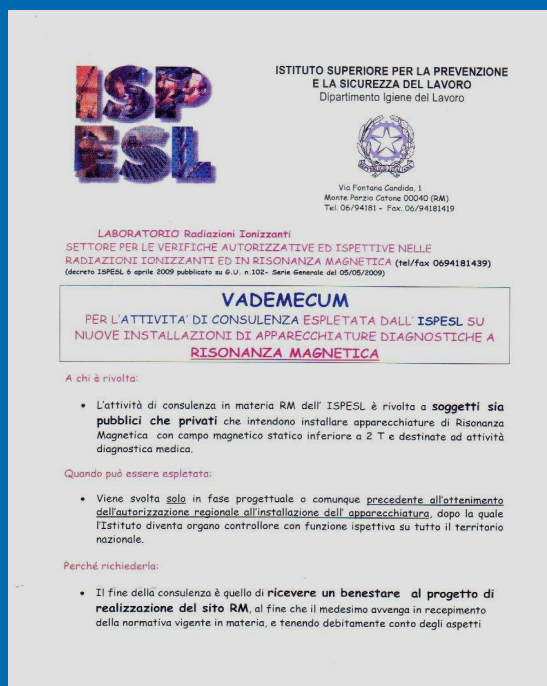 ISP
ESL
ISTITUTO SUPERIORE PER LA PREVENZIONE
E LA SICUREZZA DEL LAVORO
Dipartimento Igiene del Lavoro
Via Fontana Candida, 1
Monte Porzio Catone 00040 (RM)
Tel. 06/94181 - Fax. 06/94181419
LABORATORIO Radiazioni Ionizzanti
SETTORE PER LE VERIFICHE AUTORIZZATIVE ED ISPETTIVE NELLE
RADIAZIONI IONIZZANTI ED IN RISONANZA MAGNETICA (tel/fax 0694181439)
(decreto ISPESL 6 aprile 2009 pubblicato su G.U. n.102- Serie Generale del 05/05/2009)
VADEMECUM
PER L'ATTIVITA' DI CONSULENZA ESPLETATA DALL' ISPESL SU
NUOVE INSTALLAZIONI DI APPARECCHIATURE DIAGNOSTICHE A
RISONANZA MAGNETICA
A chi è rivolta:
• L'attività di consulenza in materia RM dell' ISPESL è rivolta a soggetti sia
pubblici che privati che intendono installare apparecchiature di Risonanza
Magnetica con campo magnetico statico inferiore a 2 T e destinate ad attività
diagnostica medica.
Quando può essere espletata:
• Viene svolta solo in fase progettuale o comunque precedente all'ottenimento
dell'autorizzazione regionale all'installazione dell' apparecchiatura, dopo la quale
l'Istituto diventa organo controllore con funzione ispettiva su tutto il territorio
nazionale.
Perché richiederla:
• Il fine della consulenza è quello di ricevere un benestare al progetto di
realizzazione del sito RM, al fine che il medesimo avvenga in recepimento
della normativa vigente in materia, e tenendo debitamente conto degli aspetti